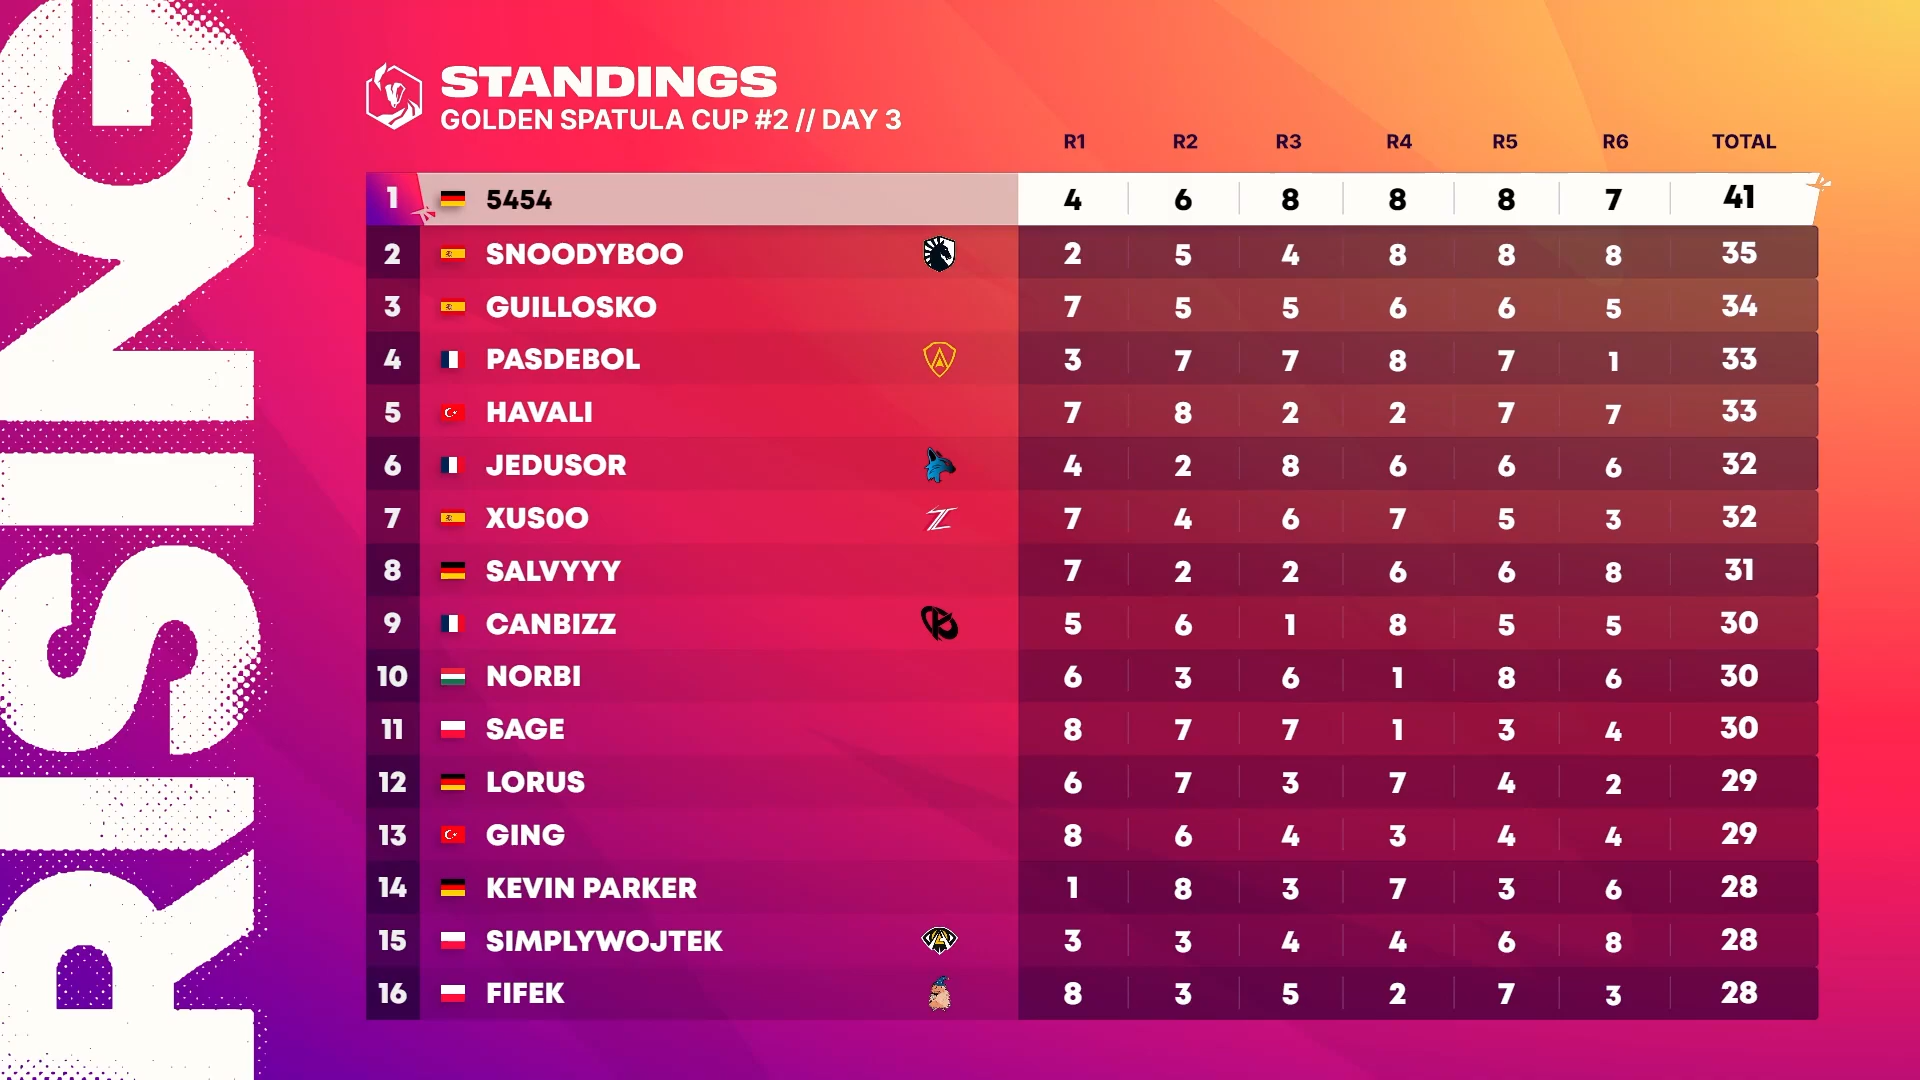 RISING
STANDINGS
GOLDEN SPATULA CUP #2 // DAY 3
R1 R2 R3 R4 R5 R6 TOTAL
1 5454 4 6 8 8 8 7 41
2 SNOODYBOO 2 5 4 8 8 8 35
3 GUILLOSKO 7 5 5 6 6 5 34
4 PASDEBOL 3 7 7 8 7 1 33
5 HAVALI 7 8 2 2 7 7 33
6 JEDUSOR 4 2 8 6 6 6 32
7 XUS0O 7 4 6 7 5 3 32
8 SALVYYY 7 2 2 6 6 8 31
9 CANBIZZ 5 6 1 8 5 5 30
10 NORBI 6 3 6 1 8 6 30
11 SAGE 8 7 7 1 3 4 30
12 LORUS 6 7 3 7 4 2 29
13 GING 8 6 4 3 4 4 29
14 KEVIN PARKER 1 8 3 7 3 6 28
15 SIMPLYWOJTEK 3 3 4 4 6 8 28
16 FIFEK 8 3 5 2 7 3 28